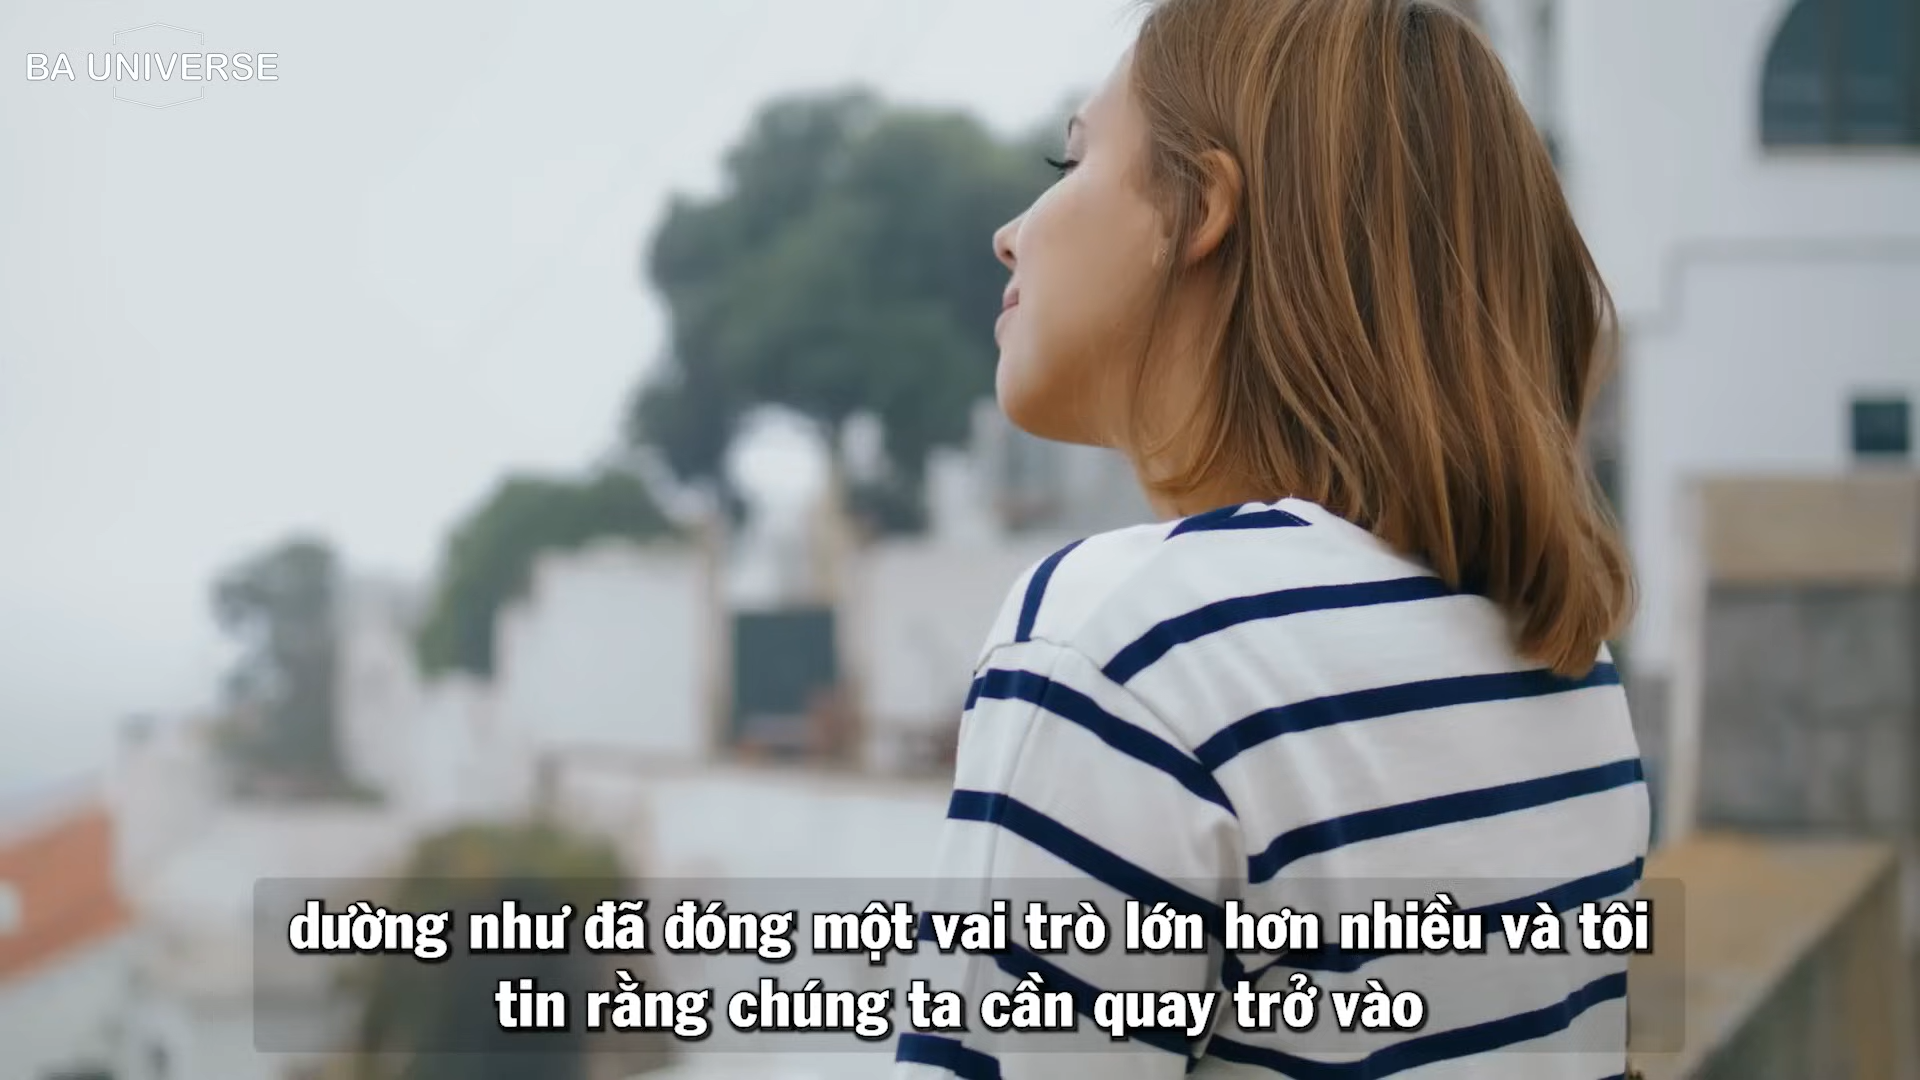 BA UNIVERSE
dường như đã đóng một vai trò lớn hơn nhiều và tôi
tin rằng chúng ta cần quay trở vào